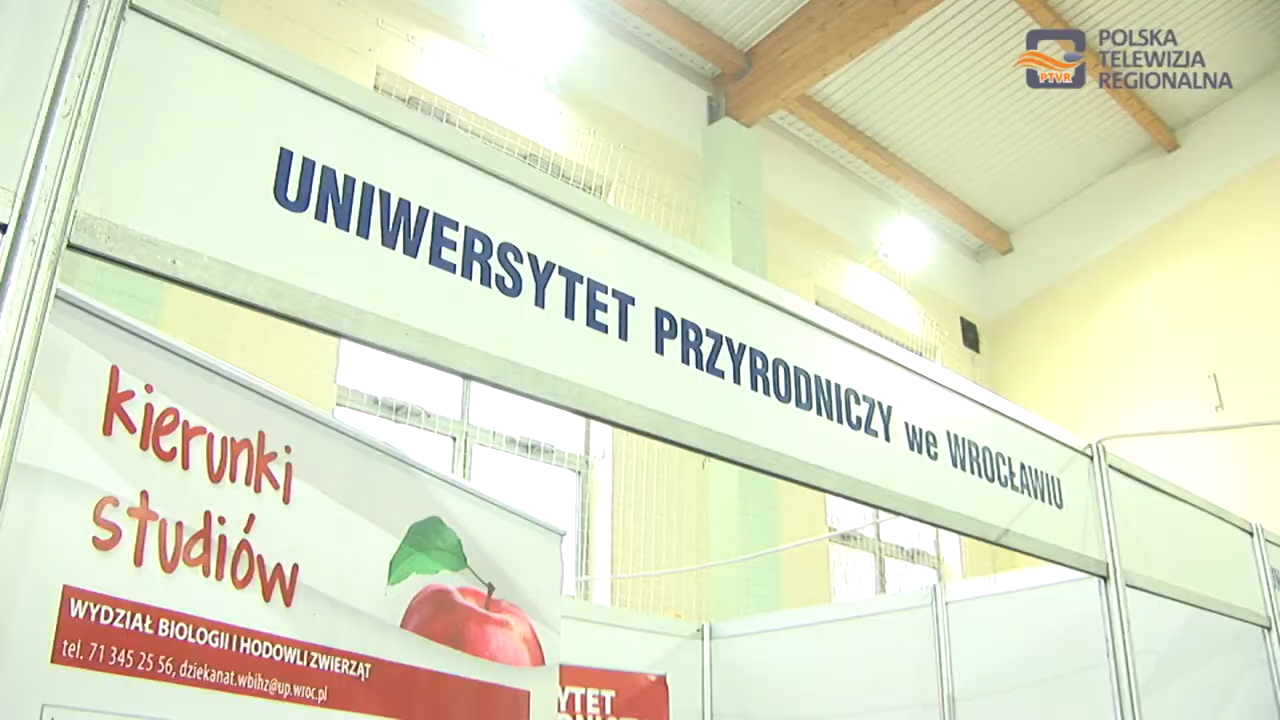 POLSKA
TELEWIZJA
REGIONALNA
PTVR
UNIWERSYTET PRZYRODNICZY we WROCŁAWIU
kierunki
studiów
WYDZIAŁ BIOLOGII I HODOWLI ZWIERZĄT
tel. 71 345 25 56, dziekanat.wbihz@up.wroc.pl
YTET